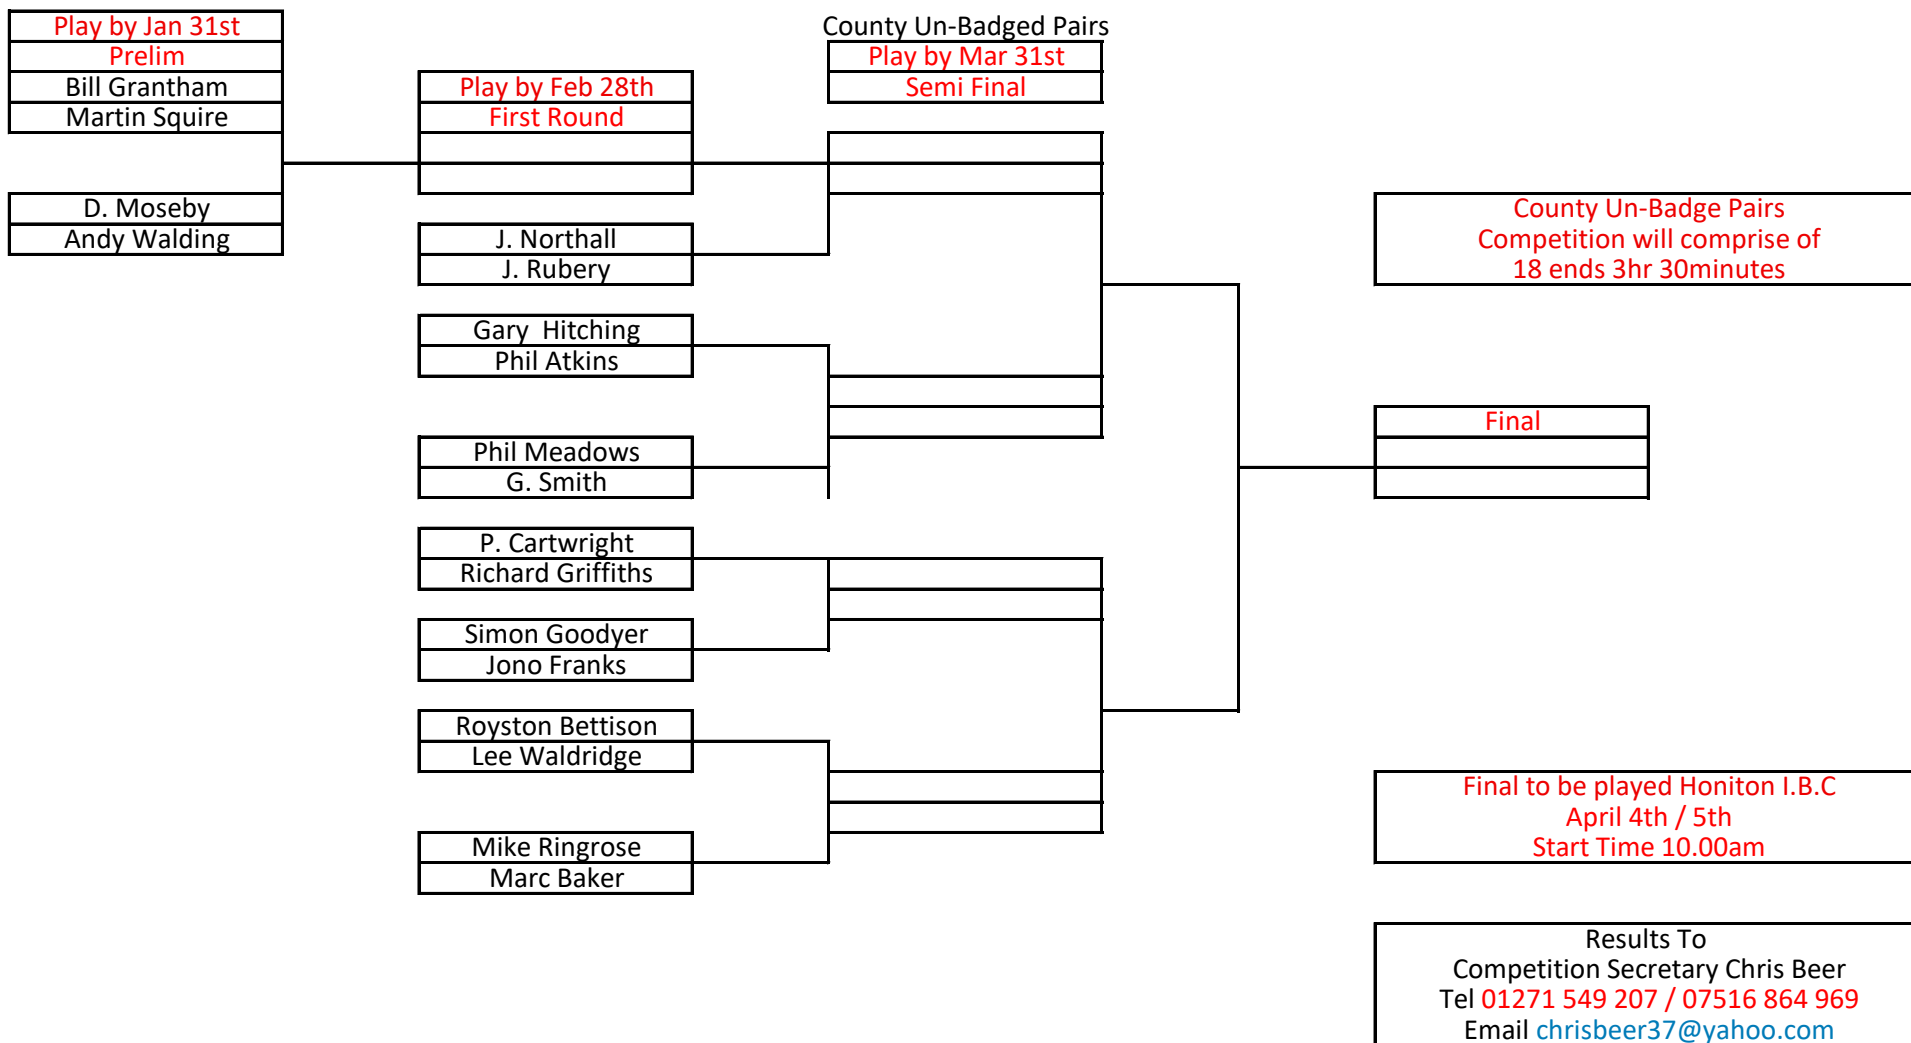 Play by Jan 31st
Prelim
Bill Grantham
Martin Squire
D. Moseby
Andy Walding
Play by Feb 28th
First Round
J. Northall
J. Rubery
Gary  Hitching
Phil Atkins
Phil Meadows
G. Smith
P. Cartwright
Richard Griffiths
Simon Goodyer
Jono Franks
Royston Bettison
Lee Waldridge
Mike Ringrose
Marc Baker
County Un-Badged Pairs
Play by Mar 31st
Semi Final
County Un-Badge Pairs
Competition will comprise of
18 ends 3hr 30minutes
Final
Final to be played Honiton I.B.C
April 4th / 5th
Start Time 10.00am
Results To
Competition Secretary Chris Beer
Tel 01271 549 207 / 07516 864 969
Email chrisbeer37@yahoo.com